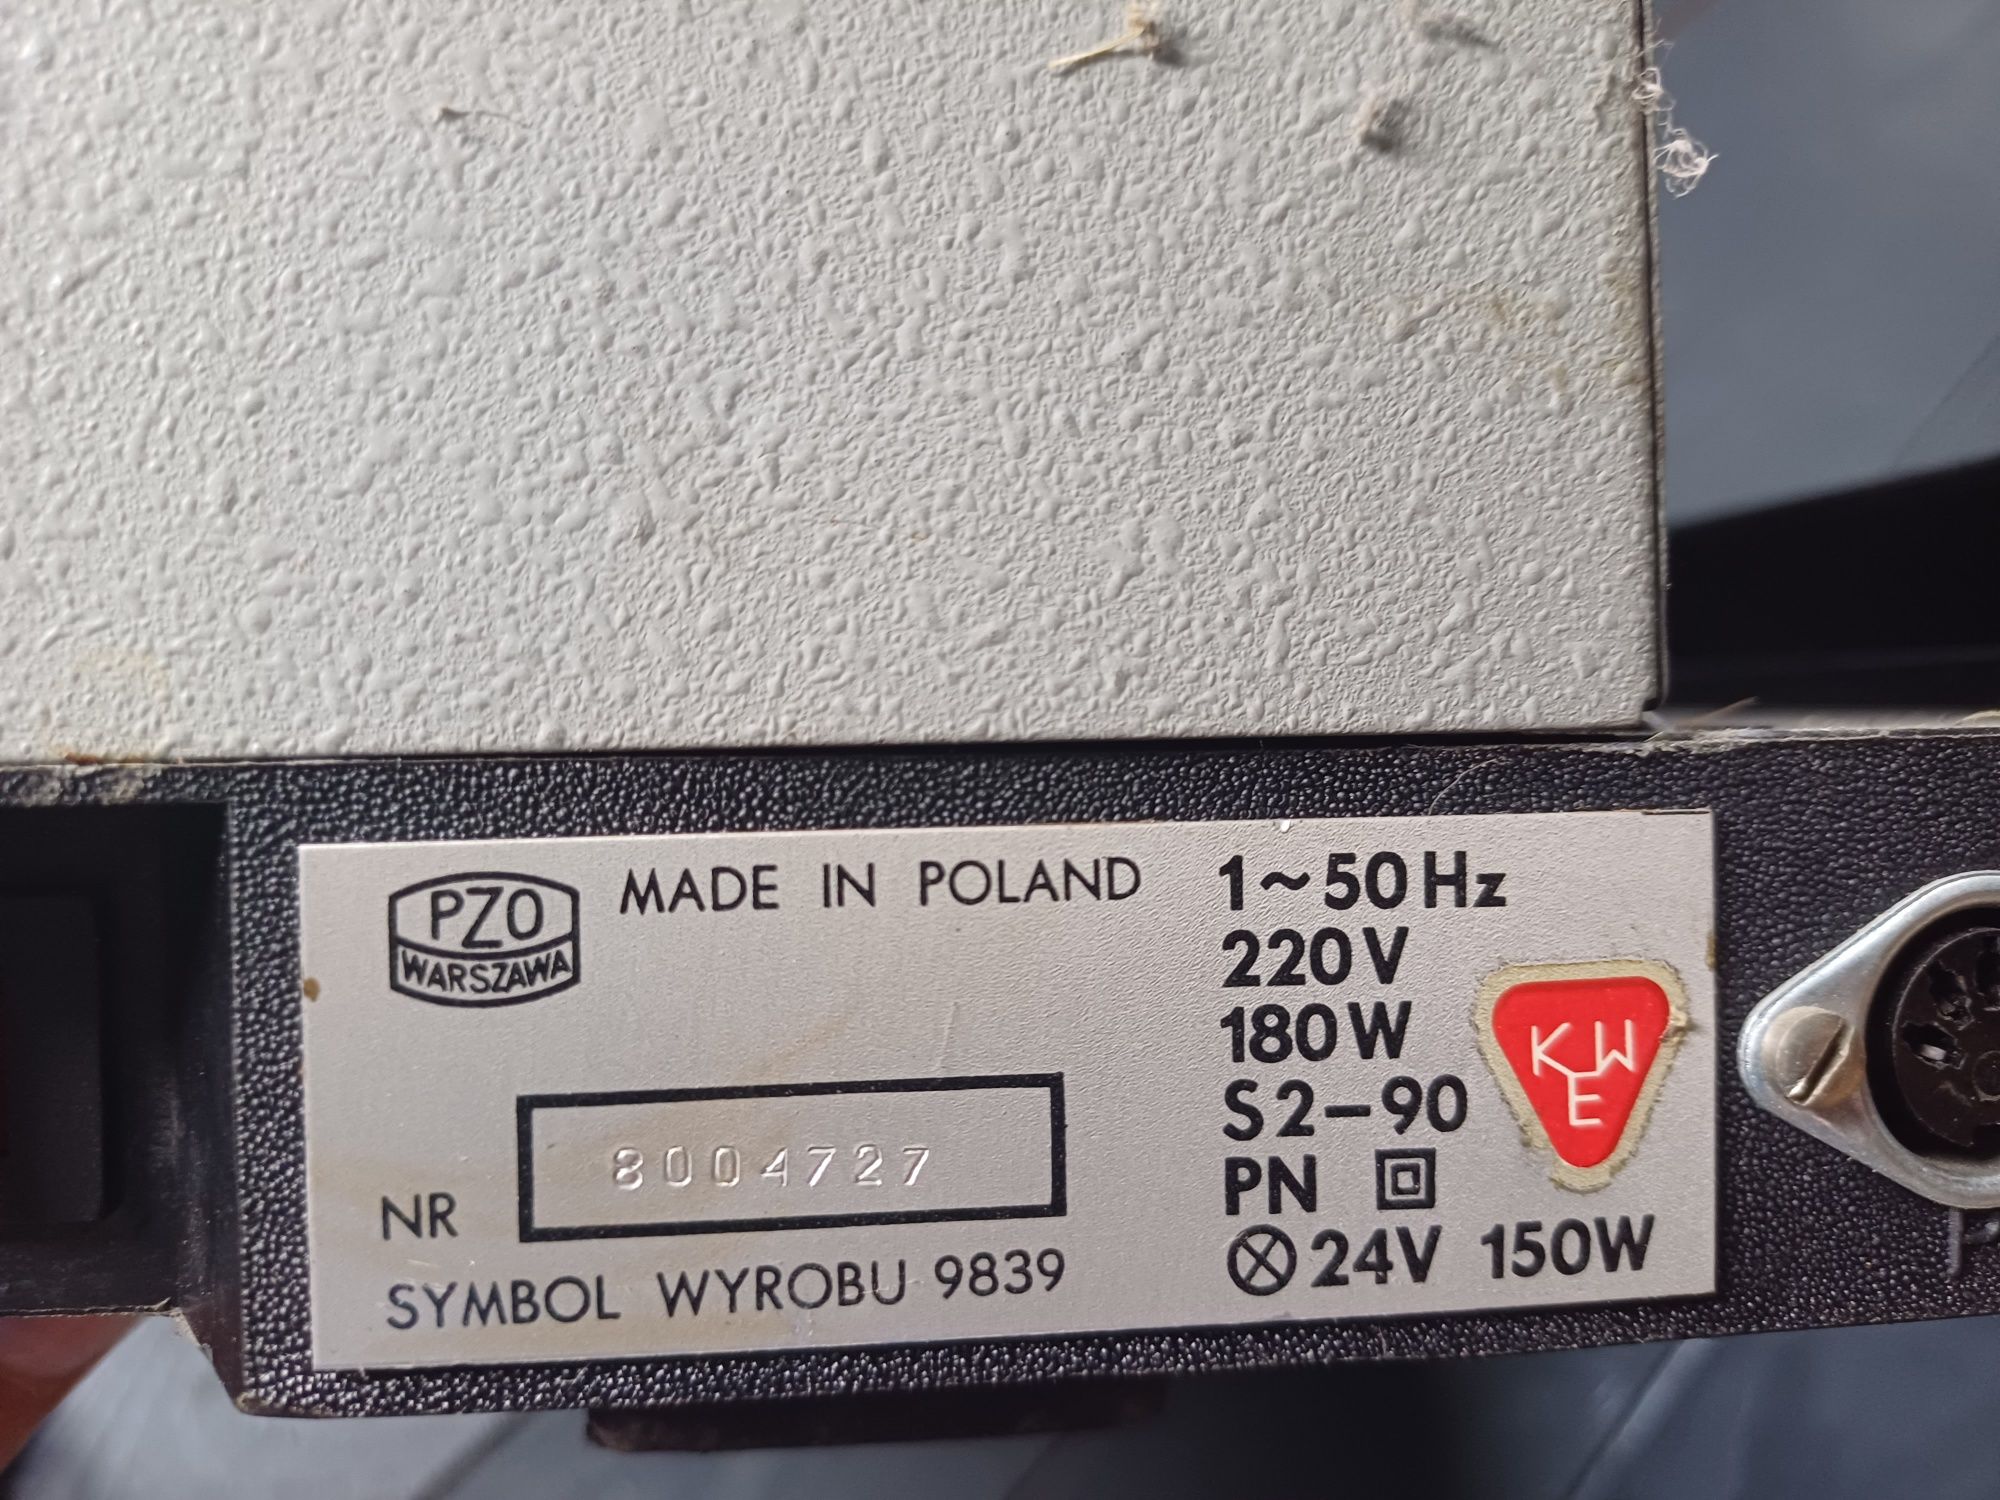 PZO
WARSZAWA
MADE IN POLAND
NR 8004727
SYMBOL WYROBU 9839
1~50Hz
220V
180W
S2-90
PN
24V 150W
KWE